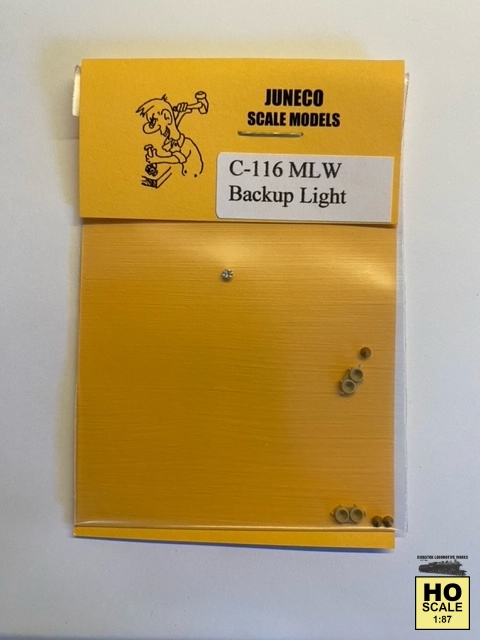 JUNECO
SCALE MODELS
C-116 MLW
Backup Light
HO
SCALE
1:87